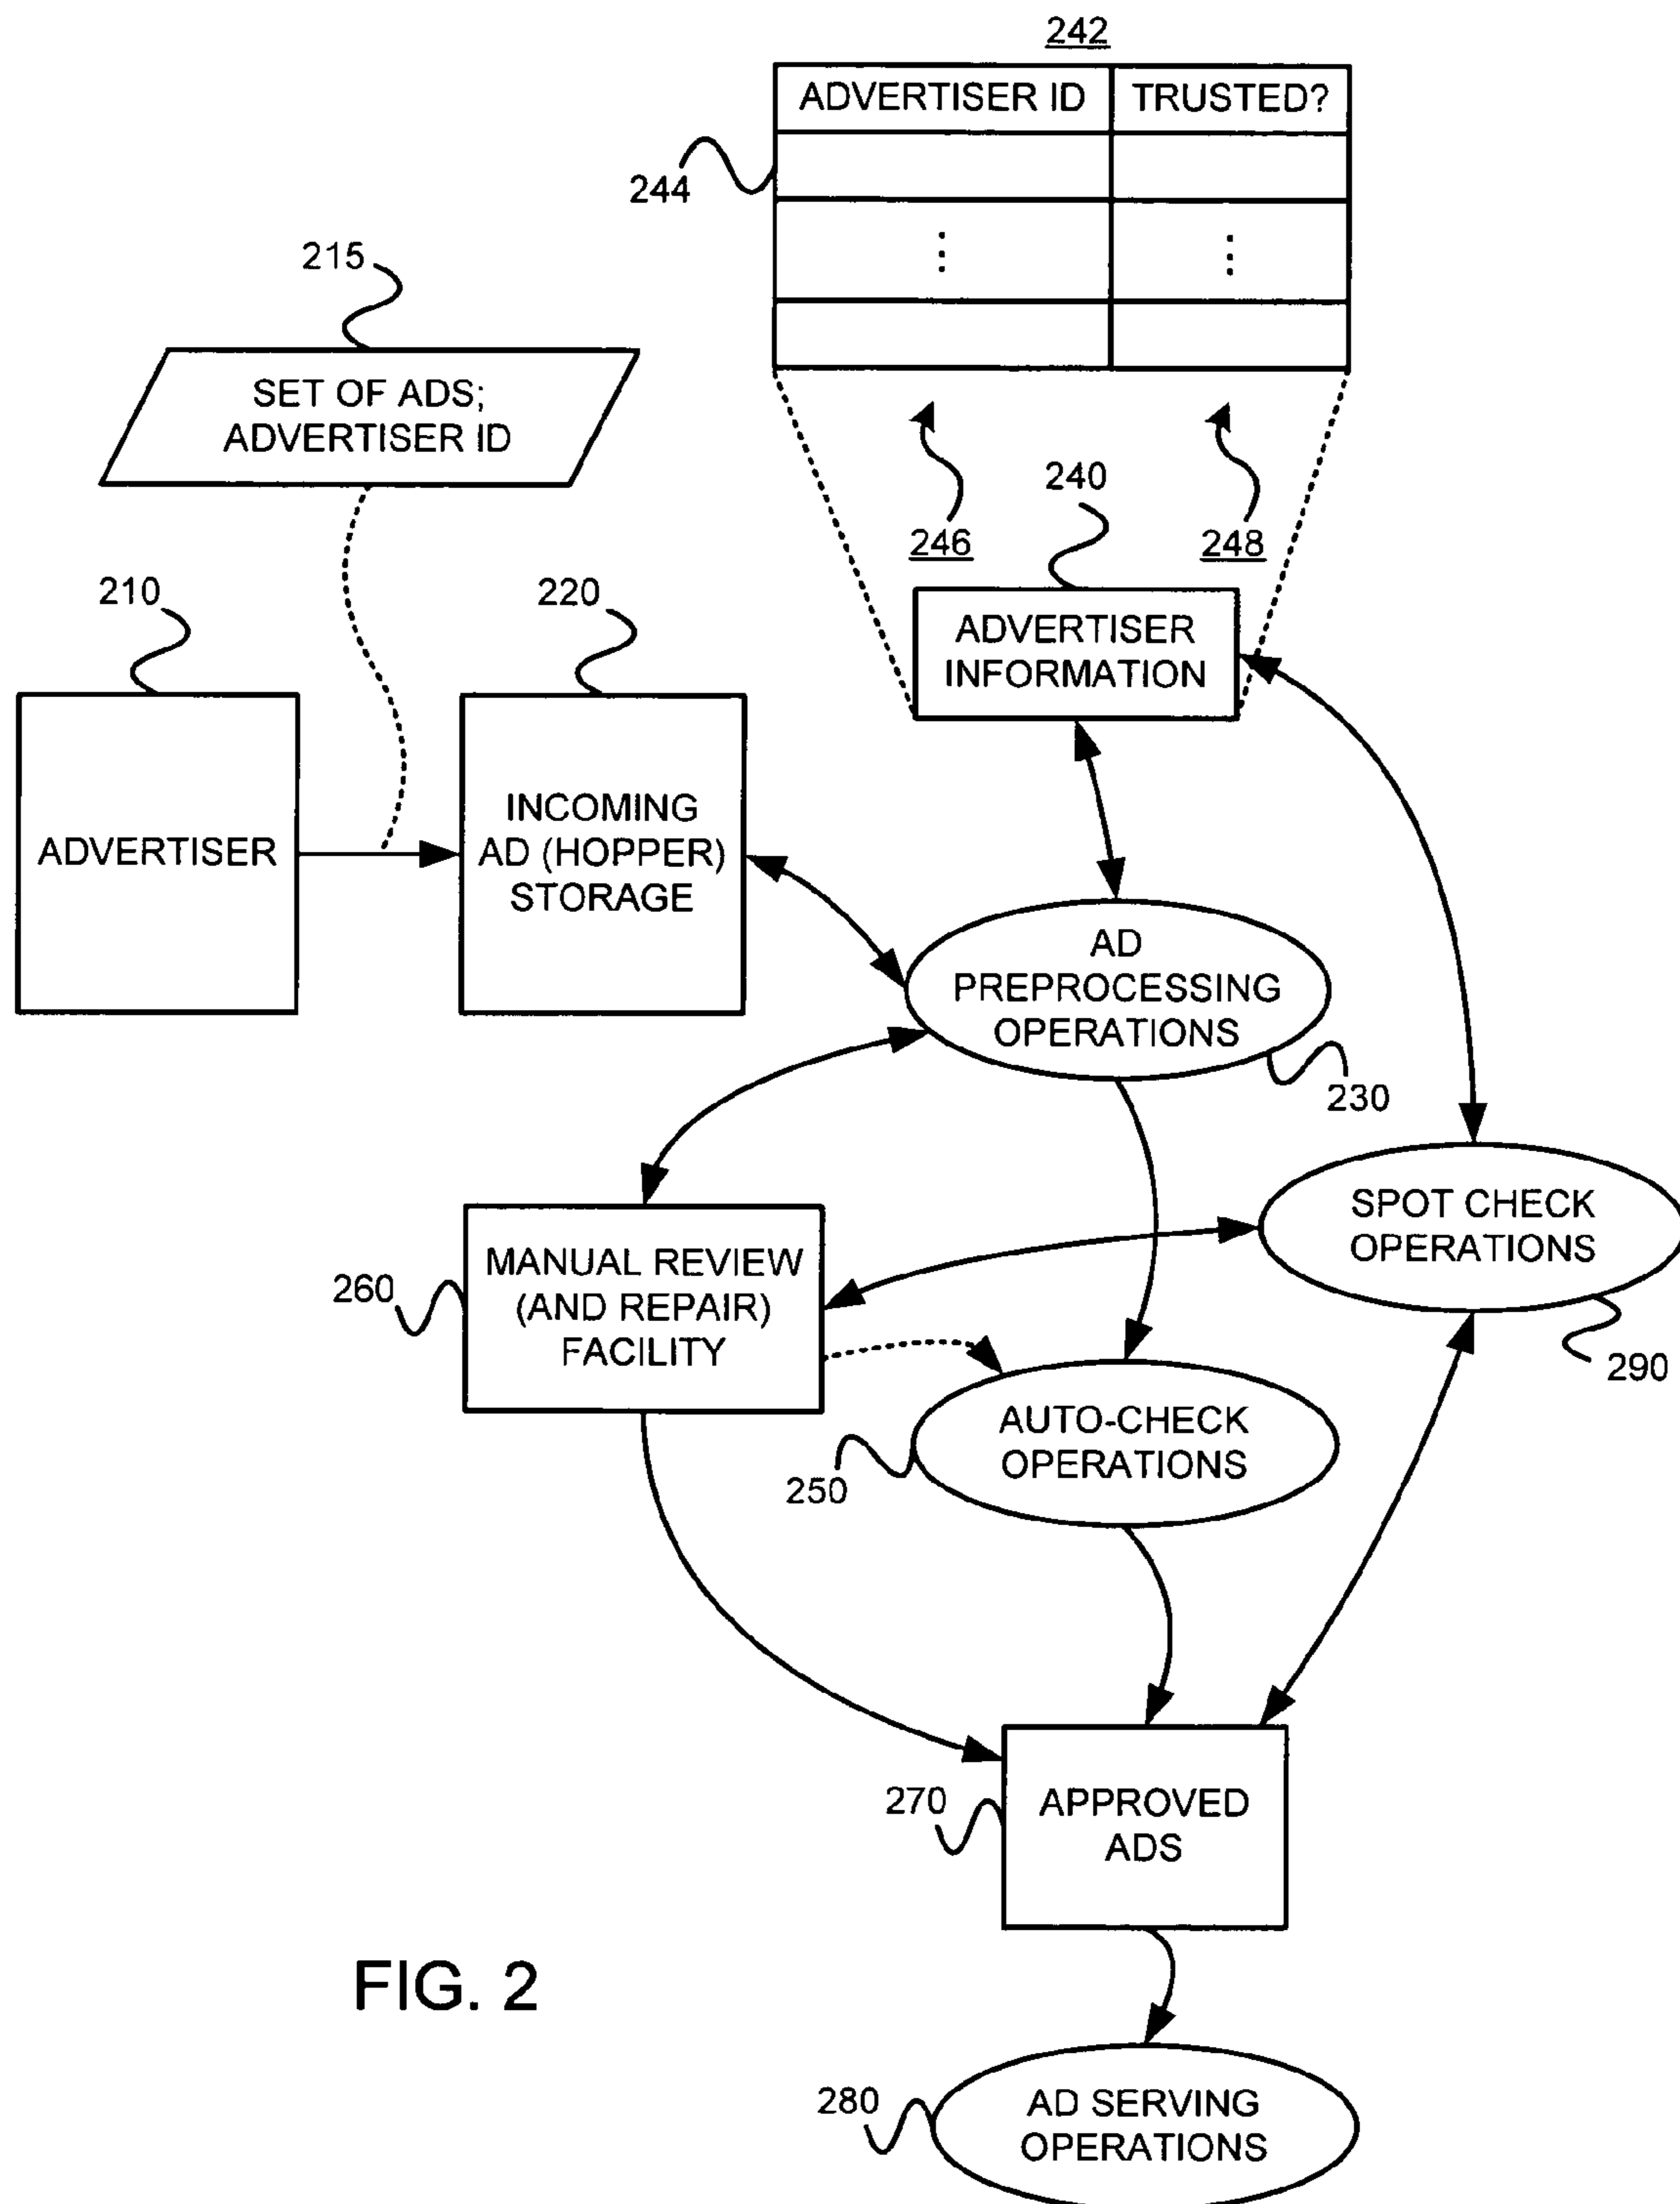 242
ADVERTISER ID TRUSTED?
244
215
SET OF ADS;
ADVERTISER ID
246
240
248
210
220
ADVERTISER
INFORMATION
ADVERTISER
INCOMING
AD (HOPPER)
STORAGE
AD
PREPROCESSING
OPERATIONS
230
SPOT CHECK
OPERATIONS
290
260
MANUAL REVIEW
(AND REPAIR)
FACILITY
AUTO-CHECK
OPERATIONS
250
270
APPROVED
ADS
FIG. 2
280
AD SERVING
OPERATIONS